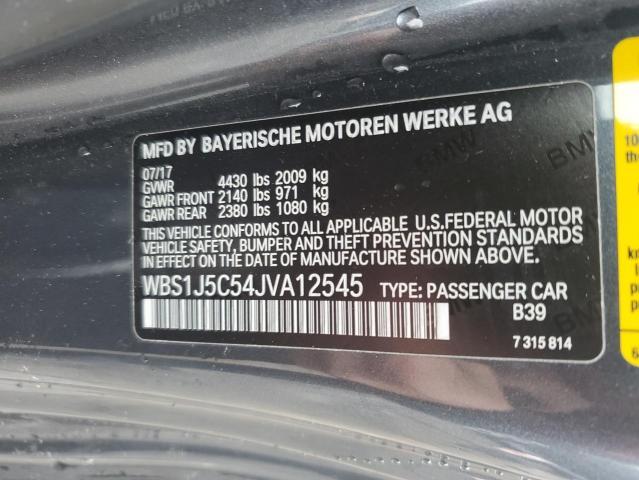 MFD BY BAYERISCHE MOTOREN WERKE AG
07/17
GVWR 4430 lbs 2009 kg
GAWR FRONT 2140 lbs 971 kg
GAWR REAR 2380 lbs 1080 kg
THIS VEHICLE CONFORMS TO ALL APPLICABLE U.S.FEDERAL MOTOR
VEHICLE SAFETY, BUMPER AND THEFT PREVENTION STANDARDS
IN EFFECT ON THE DATE OF MANUFACTURE SHOWN ABOVE.
WBS1J5C54JVA12545 TYPE: PASSENGER CAR
B39
7 315 814
BMW
BMW
BMW